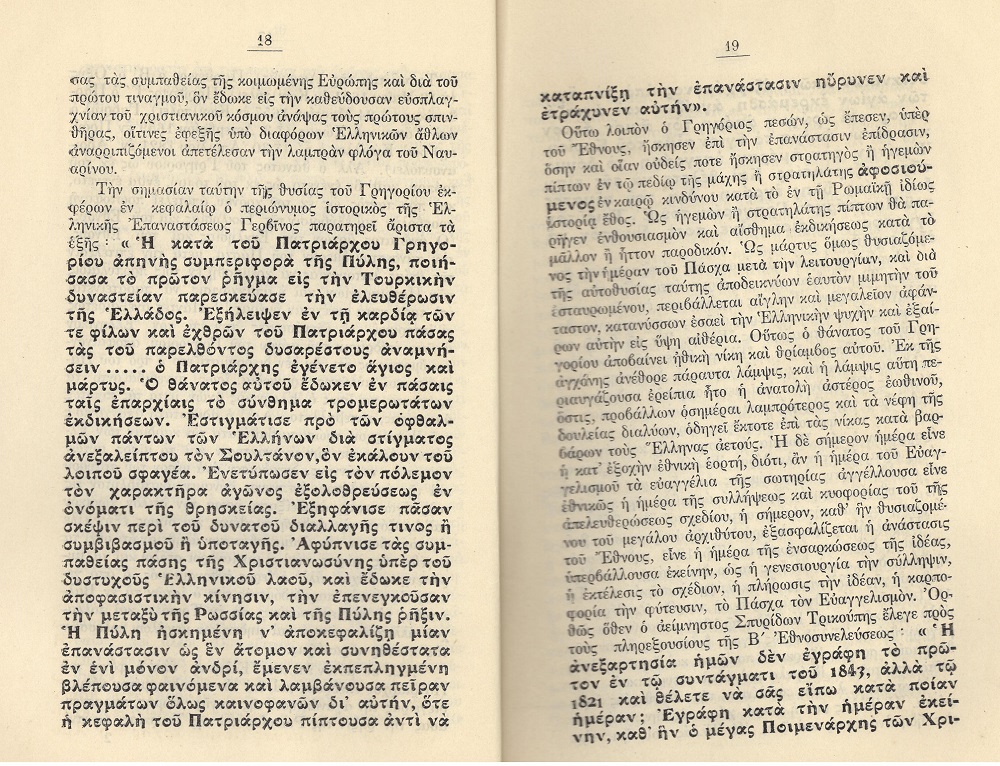 18
σας τὰς συμπαθείας τῆς κοιμωμένης Εὐρώπης καὶ διὰ τοῦ
πρώτου τιναγμοῦ, ὃν ἔδωκε εἰς τὴν καθεύδουσαν εὐσπλαγ-
χνίαν τοῦ χριστιανικοῦ κόσμου ἀνάψας τοὺς πρώτους σπιν-
θῆρας, οἵτινες ἐφεξῆς ὑπὸ διαφόρων Ἑλληνικῶν ἄθλων
ἀναρριπιζόμενοι ἀπετέλεσαν τὴν λαμπρὰν φλόγα τοῦ Ναυ-
αρίνου.
Τὴν σημασίαν ταύτην τῆς θυσίας τοῦ Γρηγορίου ἐκ-
φέρων ἐν κεφαλαίῳ ὁ περιώνυμος ἱστορικὸς τῆς Ἑλ-
ληνικῆς Ἐπαναστάσεως Γερβῖνος παρατηρεῖ ἄριστα τὰ
ἑξῆς : « Ἡ κατὰ τοῦ Πατριάρχου Γρηγο-
ρίου ἀπηνὴς συμπεριφορὰ τῆς Πύλης, ποιή-
σασα τὸ πρῶτον ῥῆγμα εἰς τὴν Τουρκικὴν
δυναστείαν παρεσκεύασε τὴν ἐλευθέρωσιν
τῆς Ἑλλάδος. Ἐξήλειψεν ἐν τῇ καρδίᾳ τῶν
τε φίλων καὶ ἐχθρῶν τοῦ Πατριάρχου πάσας
τὰς τοῦ παρελθόντος δυσαρέστους ἀναμνή-
σειν ..... ὁ Πατριάρχης ἐγένετο ἅγιος καὶ
μάρτυς. Ὁ θάνατος αὐτοῦ ἔδωκεν ἐν πάσαις
ταῖς ἐπαρχίαις τὸ σύνθημα τρομερωτάτων
ἐκδικήσεων. Ἐστιγμάτισε πρὸ τῶν ὀφθαλ-
μῶν πάντων τῶν Ἑλλήνων διὰ στίγματος
ἀνεξαλείπτου τὸν Σουλτάνον, ὃν ἐκάλουν τοῦ
λοιποῦ σφαγέα. Ἐνετύπωσεν εἰς τὸν πόλεμον
τὸν χαρακτῆρα ἀγῶνος ἐξολοθρεύσεως ἐν
ὀνόματι τῆς θρησκείας. Ἐξηφάνισε πᾶσαν
σκέψιν περὶ τοῦ δυνατοῦ διαλλαγῆς τινος ἢ
συμβιβασμοῦ ἢ ὑποταγῆς. Ἀφύπνισε τὰς συμ-
παθείας πάσης τῆς Χριστιανωσύνης ὑπὲρ τοῦ
δυστυχοῦς Ἑλληνικοῦ λαοῦ, καὶ ἔδωκε τὴν
ἀποφασιστικὴν κίνησιν, τὴν ἐπενεγκοῦσαν
τὴν μεταξὺ τῆς Ρωσσίας καὶ τῆς Πύλης ρῆξιν.
Ἡ Πύλη ἠσκημένη ν' ἀποκεφαλίζῃ μίαν
ἐπανάστασιν ὡς ἓν ἄτομον καὶ συνηθέστατα
ἐν ἑνὶ μόνον ἀνδρί, ἔμενεν ἐκπεπληγμένη
βλέπουσα φαινόμενα καὶ λαμβάνουσα πεῖραν
πραγμάτων ὅλως καινοφανῶν δι' αὐτήν, ὅτε
ἡ κεφαλὴ τοῦ Πατριάρχου πίπτουσα ἀντὶ νὰ
19
καταπνίξῃ τὴν ἐπανάστασιν ηὔρυνεν καὶ
ἐτράχυνεν αὐτήν».
Οὕτω λοιπὸν ὁ Γρηγόριος πεσών, ὡς ἔπεσεν, ὑπὲρ
τοῦ Ἔθνους, ἤσκησεν ἐπὶ τὴν ἐπανάστασιν ἐπίδρασιν,
ὅσην καὶ οἵαν οὐδείς ποτε ἤσκησεν στρατηγὸς ἢ ἡγεμὼν
πίπτων ἐν τῷ πεδίῳ τῆς μάχης ἢ στρατηλάτης ἀφοσιού-
μενος ἐν καιρῷ κινδύνου κατὰ τὸ ἐν τῇ Ρωμαϊκῇ ἰδίως
ἱστορίᾳ ἔθος. Ὡς ἡγεμὼν ἢ στρατηλάτης πίπτων θὰ πα-
ρῆγεν ἐνθουσιασμὸν καὶ αἴσθημα ἐκδικήσεως κατὰ τὸ
μᾶλλον ἢ ἧττον παροδικόν. Ὡς μάρτυς ὅμως θυσιαζόμε-
νος τὴν ἡμέραν τοῦ Πάσχα μετὰ τὴν λειτουργίαν, καὶ διὰ
τῆς αὐτοθυσίας ταύτης ἀποδεικνύων ἑαυτὸν μιμητὴν τοῦ
ἐσταυρωμένου, περιβάλλεται αἴγλην καὶ μεγαλεῖον ἀφάν-
ταστον, κατανύσσων ἐσαεὶ τὴν Ἑλληνικὴν ψυχὴν καὶ ἐξαί-
ρων αὐτὴν εἰς ὕψη αἰθέρια. Οὕτως ὁ θάνατος τοῦ Γρη-
γορίου ἀποβαίνει ἠθικὴ νίκη καὶ θρίαμβος αὐτοῦ. Ἐκ τῆς
ἀγχόνης ἀνέθορε πάραυτα λάμψις, καὶ ἡ λάμψις αὕτη πε-
ριαυγάζουσα ἐρείπια ἦτο ἡ ἀνατολὴ ἀστέρος ἑωθινοῦ,
ὅστις, προβάλλων ὁσημέραι λαμπρότερος καὶ τὰ νέφη τῆς
δουλείας διαλύων, ὁδηγεῖ ἔκτοτε ἐπὶ τὰς νίκας κατὰ βαρ-
βάρων τοὺς Ἕλληνας ἀετούς. Ἡ δὲ σήμερον ἡμέρα εἶνε
ἡ κατ' ἐξοχὴν ἐθνικὴ ἑορτή, διότι, ἂν ἡ ἡμέρα τοῦ Εὐαγ-
γελισμοῦ τὰ εὐαγγέλια τῆς σωτηρίας ἀγγέλλουσα εἶνε
ἐθνικῶς ἡ ἡμέρα τῆς συλλήψεως καὶ κυοφορίας τοῦ τῆς
ἀπελευθερώσεως σχεδίου, ἡ σήμερον, καθ' ἣν θυσιαζομέ-
νου τοῦ μεγάλου ἀρχιθύτου, ἐξασφαλίζεται ἡ ἀνάστασις
τοῦ Ἔθνους, εἶνε ἡ ἡμέρα τῆς ἐνσαρκώσεως τῆς ἰδέας,
ὑπερβάλλουσα ἐκείνην, ὡς ἡ γενεσιουργία τὴν σύλληψιν,
ἡ ἐκτέλεσις τὸ σχέδιον, ἡ πλήρωσις τὴν ἰδέαν, ἡ καρπο-
φορία τὴν φύτευσιν, τὸ Πάσχα τὸν Εὐαγγελισμόν. Ὀρ-
θῶς ὅθεν ὁ ἀείμνηστος Σπυρίδων Τρικούπης ἔλεγε πρὸς
τοὺς πληρεξουσίους τῆς Β΄ Ἐθνοσυνελεύσεως : « Ἡ
ἀνεξαρτησία ἡμῶν δὲν ἐγράφη τὸ πρῶ-
τον ἐν τῷ συντάγματι τοῦ 1843, ἀλλὰ τῷ
1821 καὶ θέλετε νὰ σᾶς εἴπω κατὰ ποίαν
ἡμέραν; Ἐγράφη κατὰ τὴν ἡμέραν ἐκεί-
νην, καθ' ἣν ὁ μέγας Ποιμενάρχης τῶν Χρι-